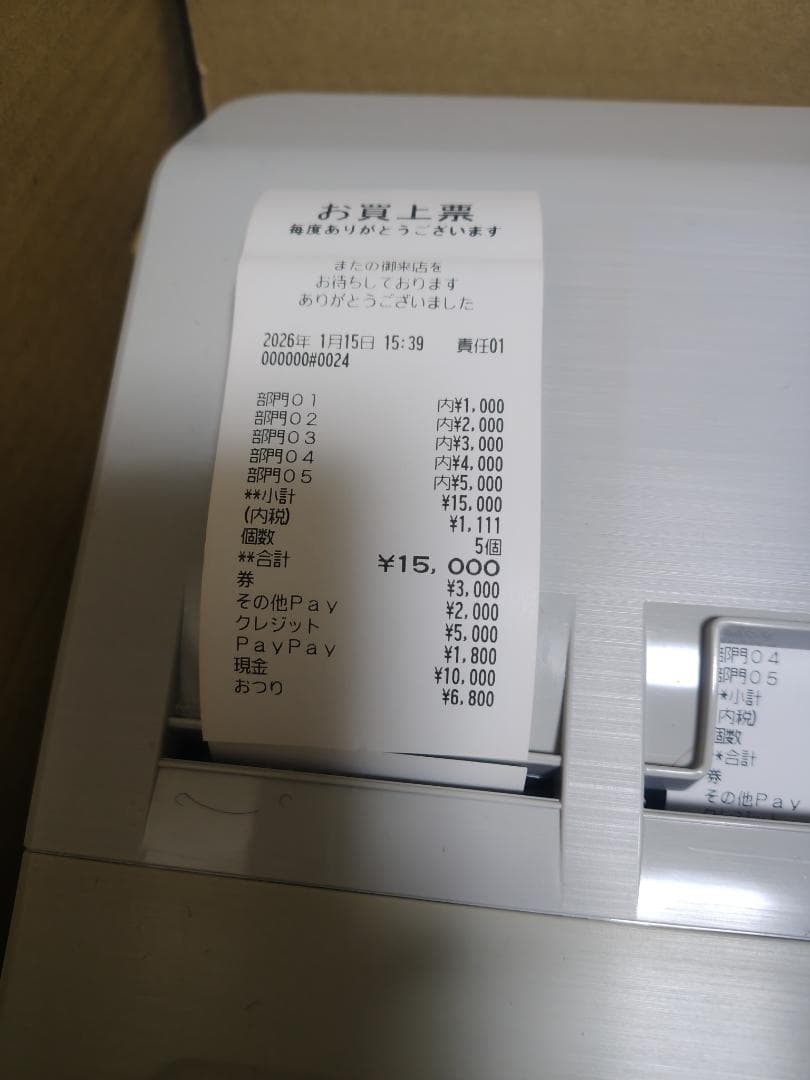 お買上票
毎度ありがとうございます
またの御来店を
お待ちしております
ありがとうございました
2026年 1月15日 15:39 責任01
000000#0024
部門01 内¥1,000
部門02 内¥2,000
部門03 内¥3,000
部門04 内¥4,000
部門05 内¥5,000
**小計 ¥15,000
(内税) ¥1,111
個数 5個
**合計 ¥15,000
券 ¥3,000
その他Pay ¥2,000
クレジット ¥5,000
PayPay ¥1,800
現金 ¥10,000
おつり ¥6,800
部門04
部門05
*小計
内税)
個数
*合計
券
その他Pay